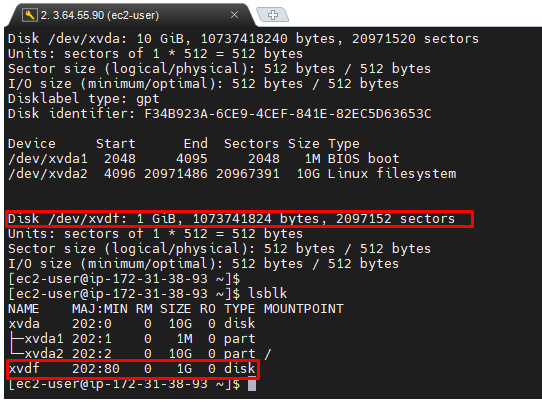 2. 3.64.55.90 (ec2-user)
Disk /dev/xvda: 10 GiB, 10737418240 bytes, 20971520 sectors
Units: sectors of 1 * 512 = 512 bytes
Sector size (logical/physical): 512 bytes / 512 bytes
I/O size (minimum/optimal): 512 bytes / 512 bytes
Disklabel type: gpt
Disk identifier: F34B923A-6CE9-4CEF-841E-82EC5D63653C
Device     Start      End  Sectors Size Type
/dev/xvda1  2048     4095     2048   1M BIOS boot
/dev/xvda2  4096 20971486 20967391  10G Linux filesystem
Disk /dev/xvdf: 1 GiB, 1073741824 bytes, 2097152 sectors
Units: sectors of 1 * 512 = 512 bytes
Sector size (logical/physical): 512 bytes / 512 bytes
I/O size (minimum/optimal): 512 bytes / 512 bytes
[ec2-user@ip-172-31-38-93 ~]$
[ec2-user@ip-172-31-38-93 ~]$ lsblk
NAME    MAJ:MIN RM SIZE RO TYPE MOUNTPOINT
xvda    202:0    0  10G  0 disk
├─xvda1 202:1    0   1M  0 part
└─xvda2 202:2    0  10G  0 part /
xvdf    202:80   0   1G  0 disk
[ec2-user@ip-172-31-38-93 ~]$